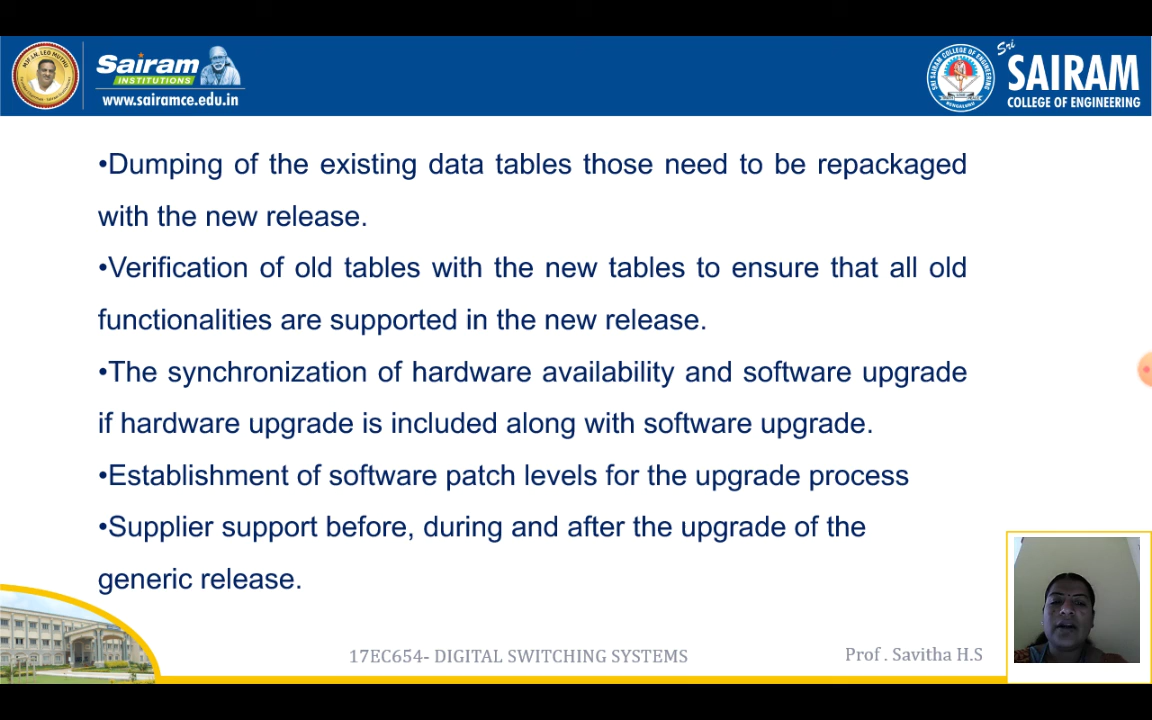 Sairam
INSTITUTIONS
www.sairamce.edu.in
Sri
SAIRAM
COLLEGE OF ENGINEERING
•Dumping of the existing data tables those need to be repackaged
with the new release.
•Verification of old tables with the new tables to ensure that all old
functionalities are supported in the new release.
•The synchronization of hardware availability and software upgrade
if hardware upgrade is included along with software upgrade.
•Establishment of software patch levels for the upgrade process
•Supplier support before, during and after the upgrade of the
generic release.
17EC654- DIGITAL SWITCHING SYSTEMS
Prof . Savitha H.S